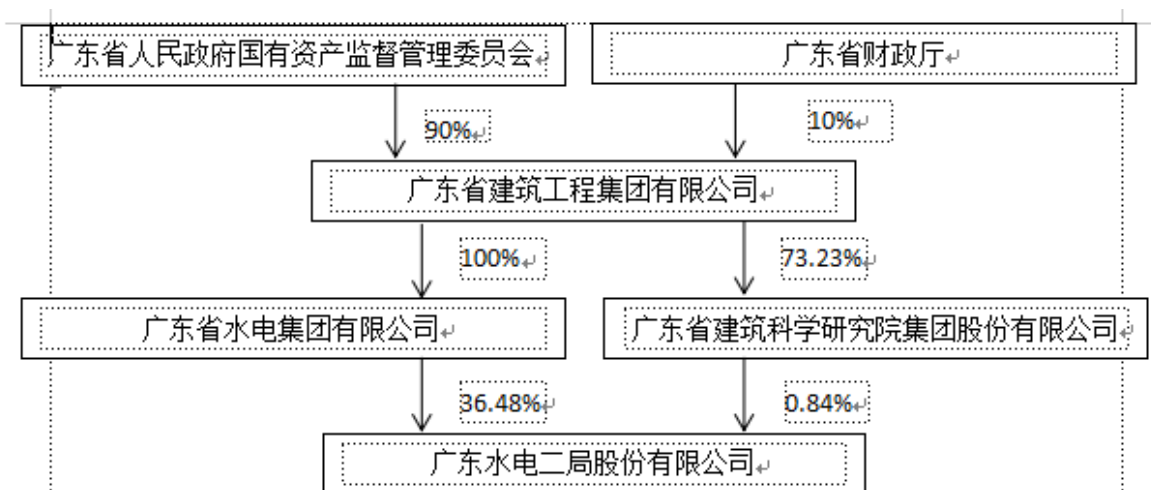 广东省人民政府国有资产监督管理委员会
广东省财政厅
90%
10%
广东省建筑工程集团有限公司
100%
73.23%
广东省水电集团有限公司
广东省建筑科学研究院集团股份有限公司
36.48%
0.84%
广东水电二局股份有限公司